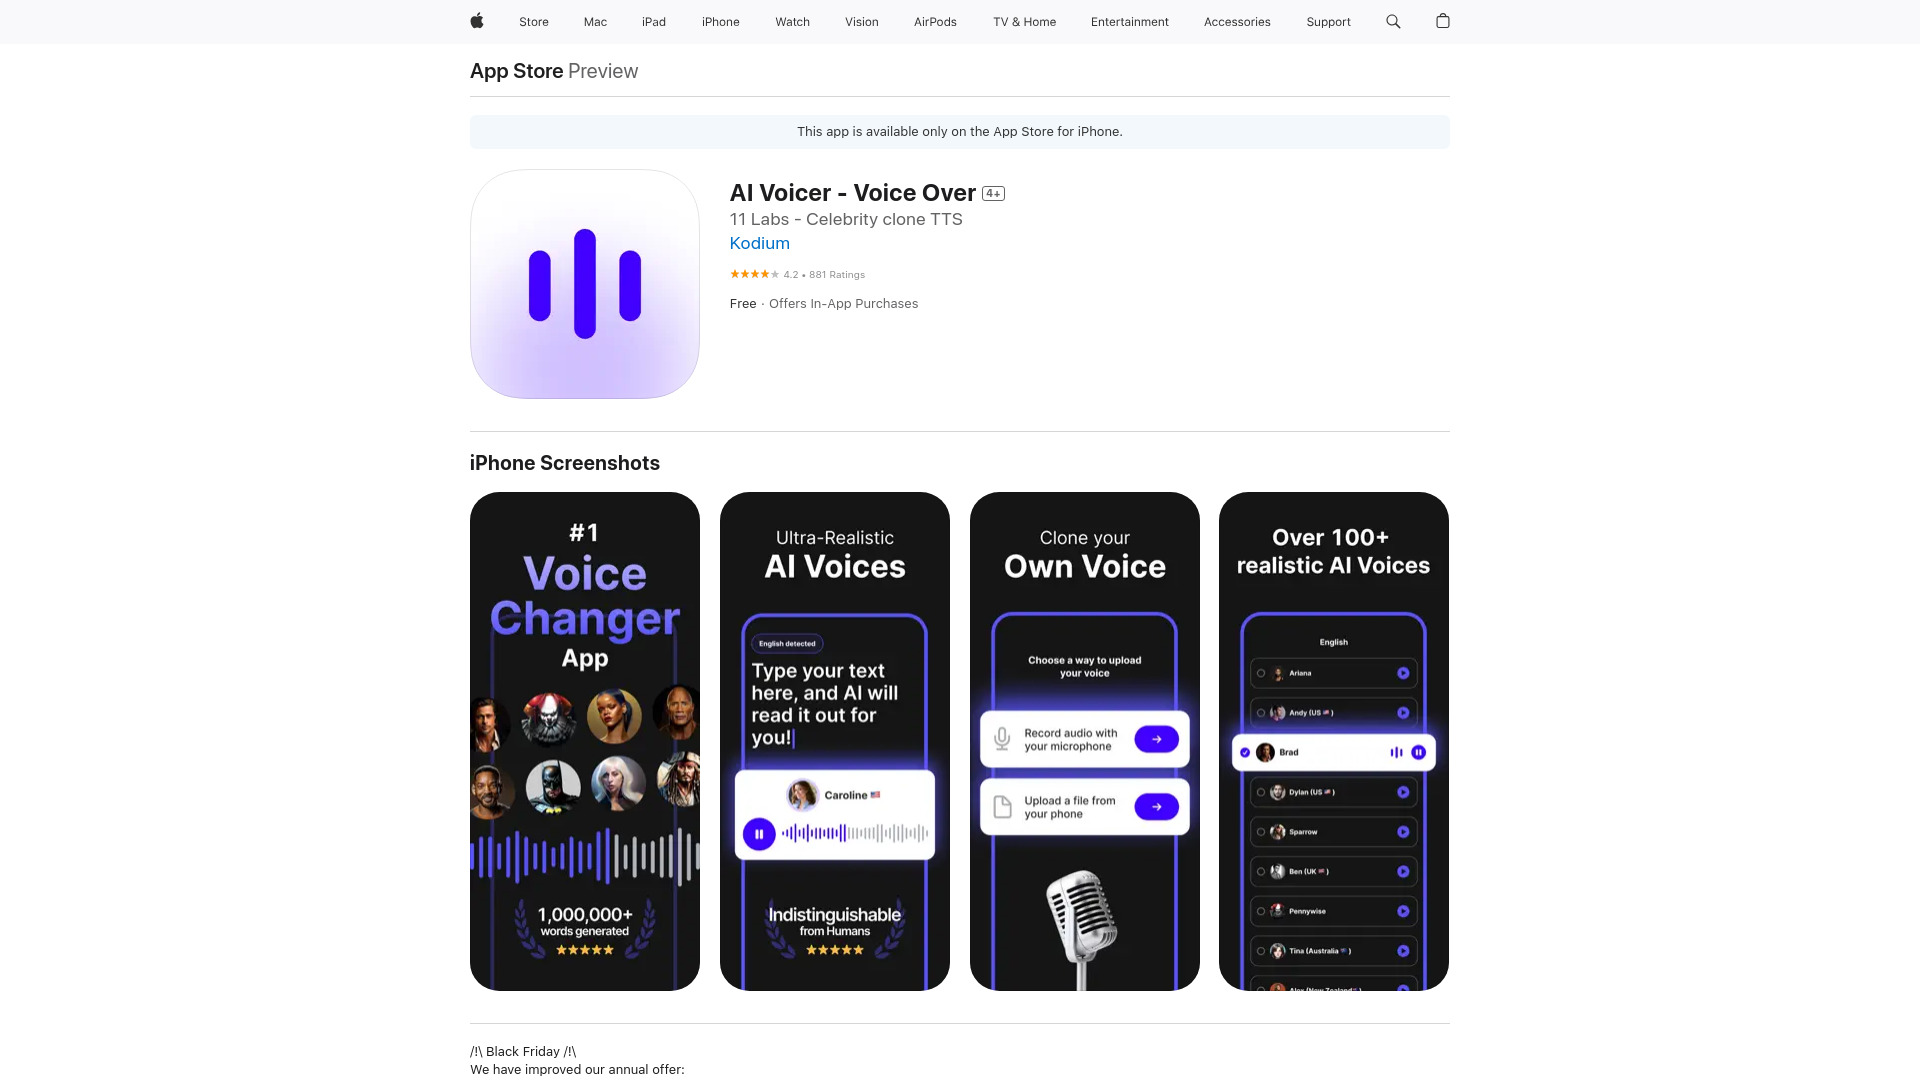 Store Mac iPad iPhone Watch Vision AirPods TV & Home Entertainment Accessories Support
App Store Preview
This app is available only on the App Store for iPhone.
AI Voicer - Voice Over 4+
11 Labs - Celebrity clone TTS
Kodium
4.2 • 881 Ratings
Free · Offers In-App Purchases
iPhone Screenshots
#1
Voice
Changer
App
1,000,000+
words generated
Ultra-Realistic
AI Voices
English detected
Type your text
here, and AI will
read it out for
you!
Caroline
Indistinguishable
from Humans
Clone your
Own Voice
Choose a way to upload
your voice
Record audio with
your microphone
Upload a file from
your phone
Over 100+
realistic AI Voices
English
Ariana
Andy (US )
Brad
Dylan (US )
Sparrow
Ben (UK )
Pennywise
Tina (Australia )
Alex (New Zealand )
/!\ Black Friday /!\
We have improved our annual offer: